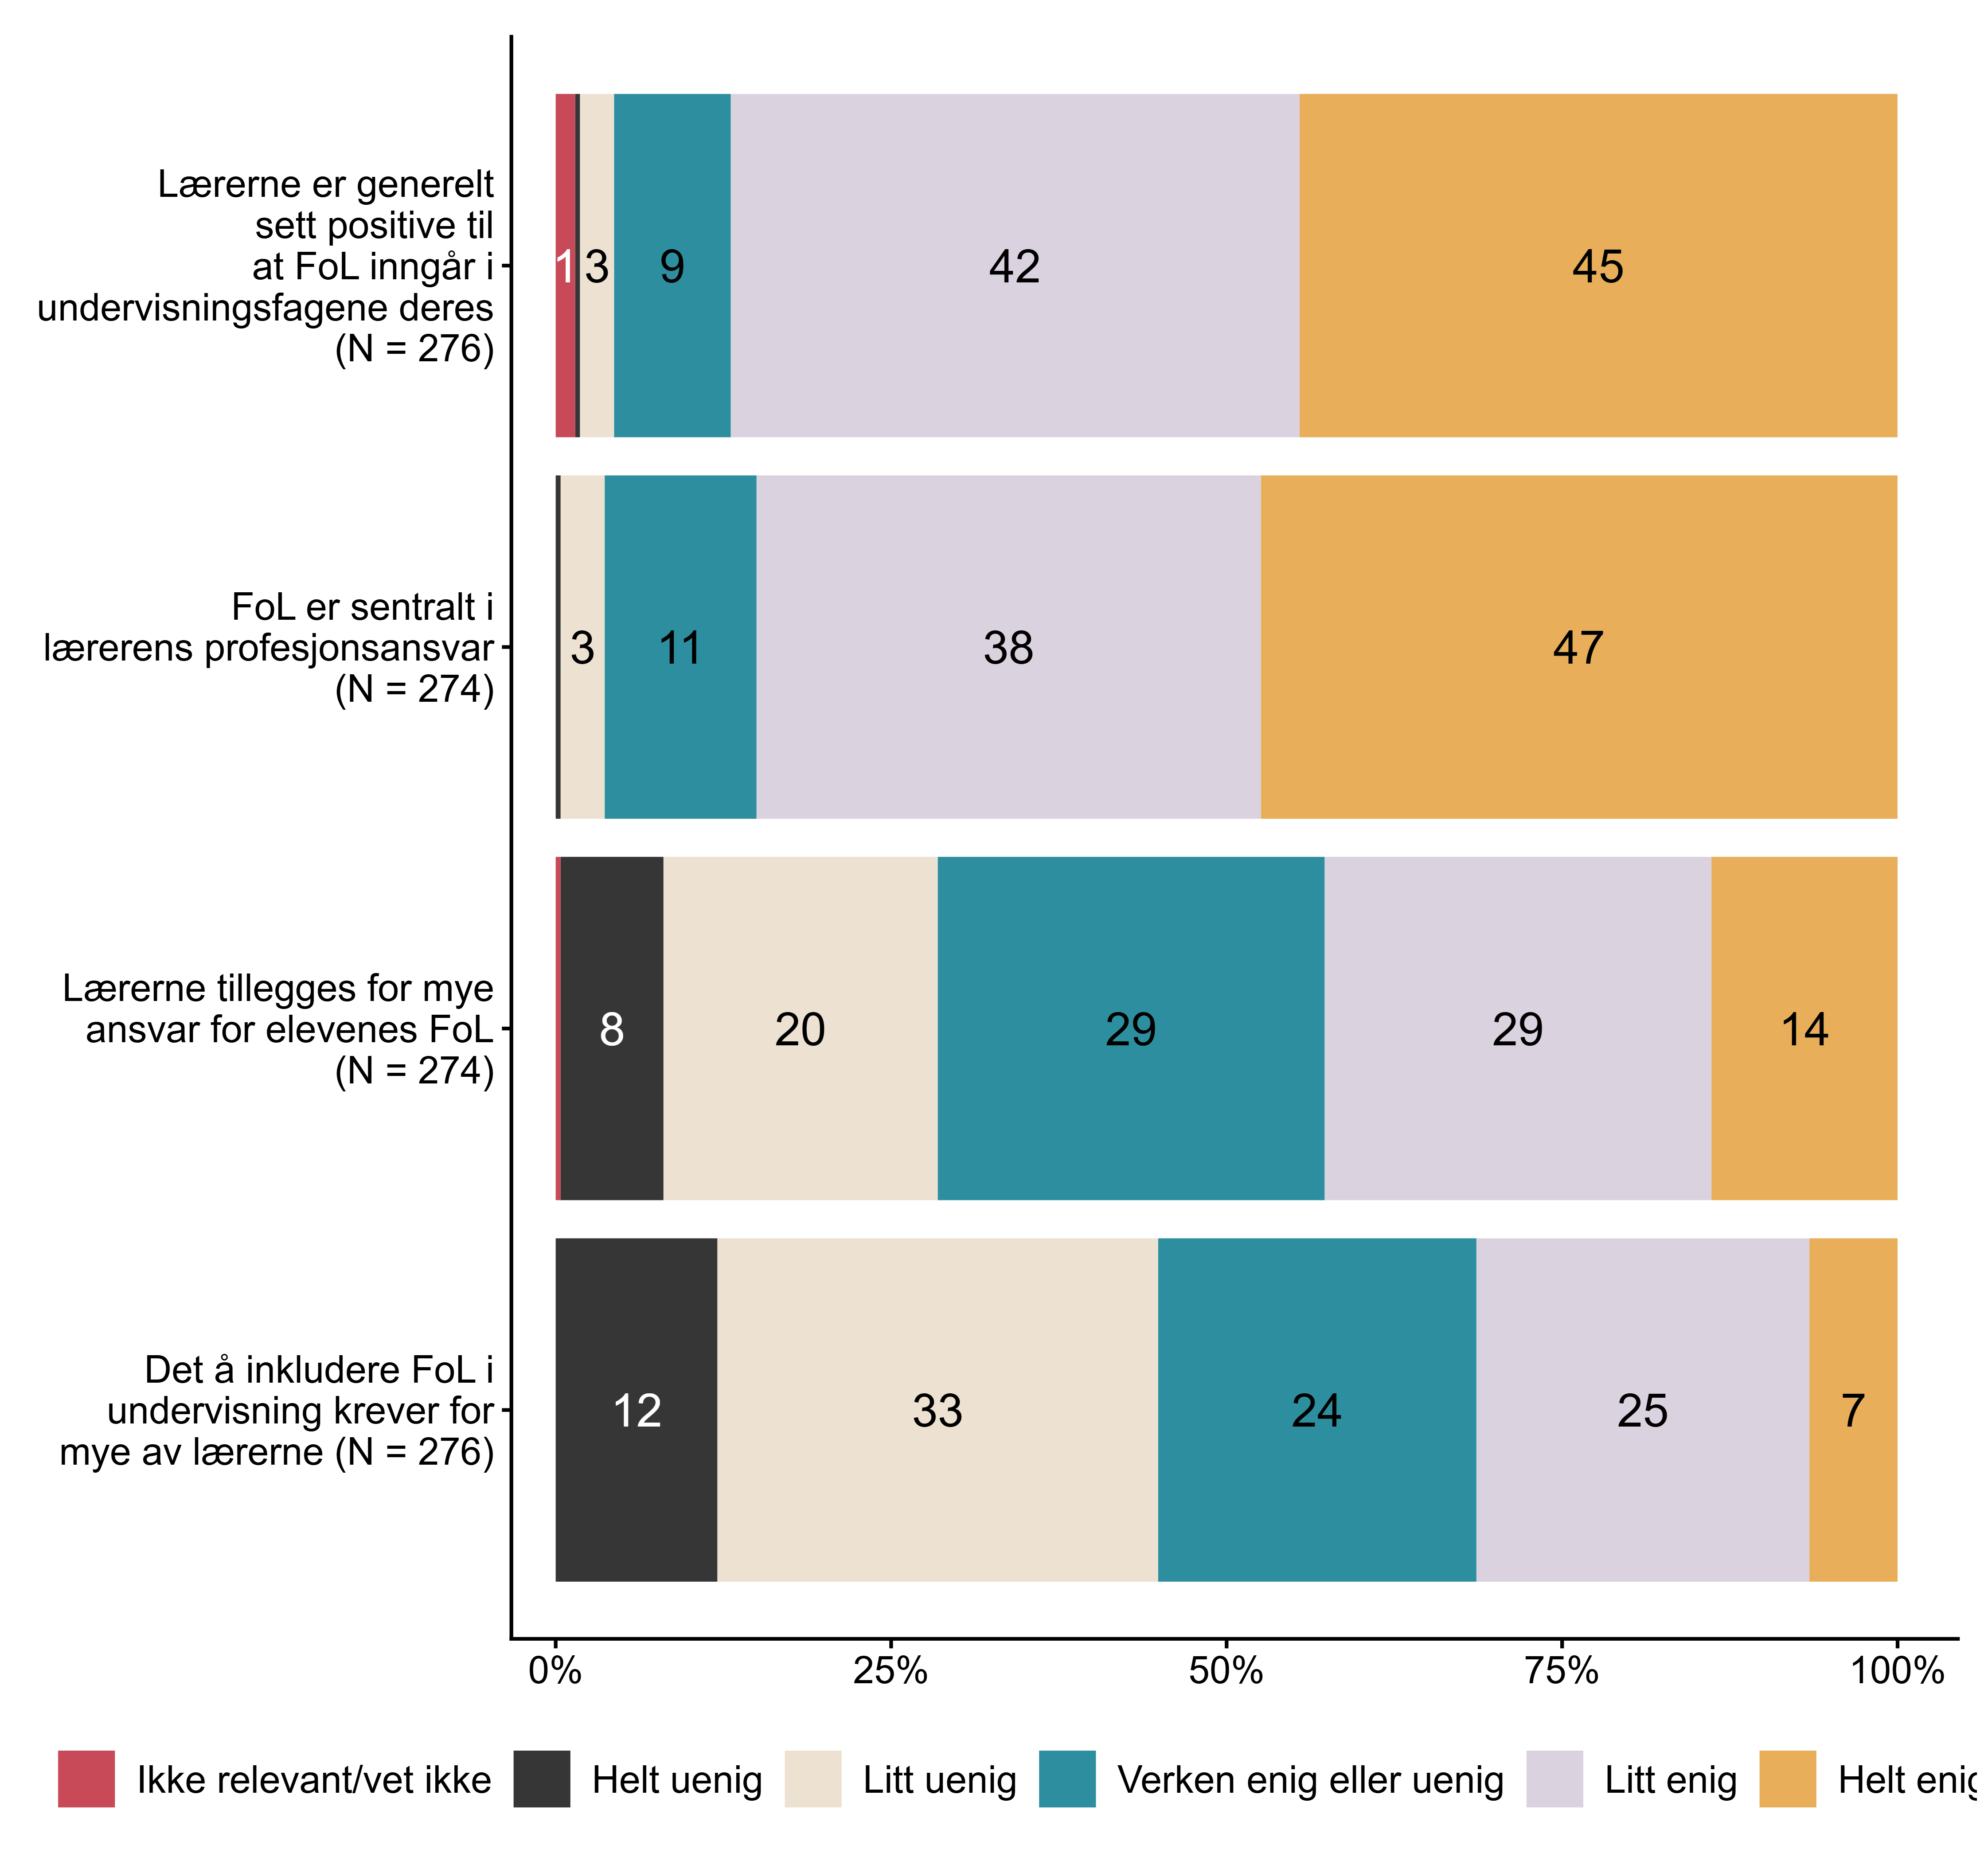 Lærerne er generelt
sett positive til
at FoL inngår i
undervisningsfagene deres
(N = 276)
1 3 9 42 45
FoL er sentralt i
lærerens profesjonsansvar
(N = 274)
3 11 38 47
Lærerne tillegges for mye
ansvar for elevenes FoL
(N = 274)
8 20 29 29 14
Det å inkludere FoL i
undervisning krever for
mye av lærerne (N = 276)
12 33 24 25 7
0% 25% 50% 75% 100%
Ikke relevant/vet ikke Helt uenig Litt uenig Verken enig eller uenig Litt enig Helt enig